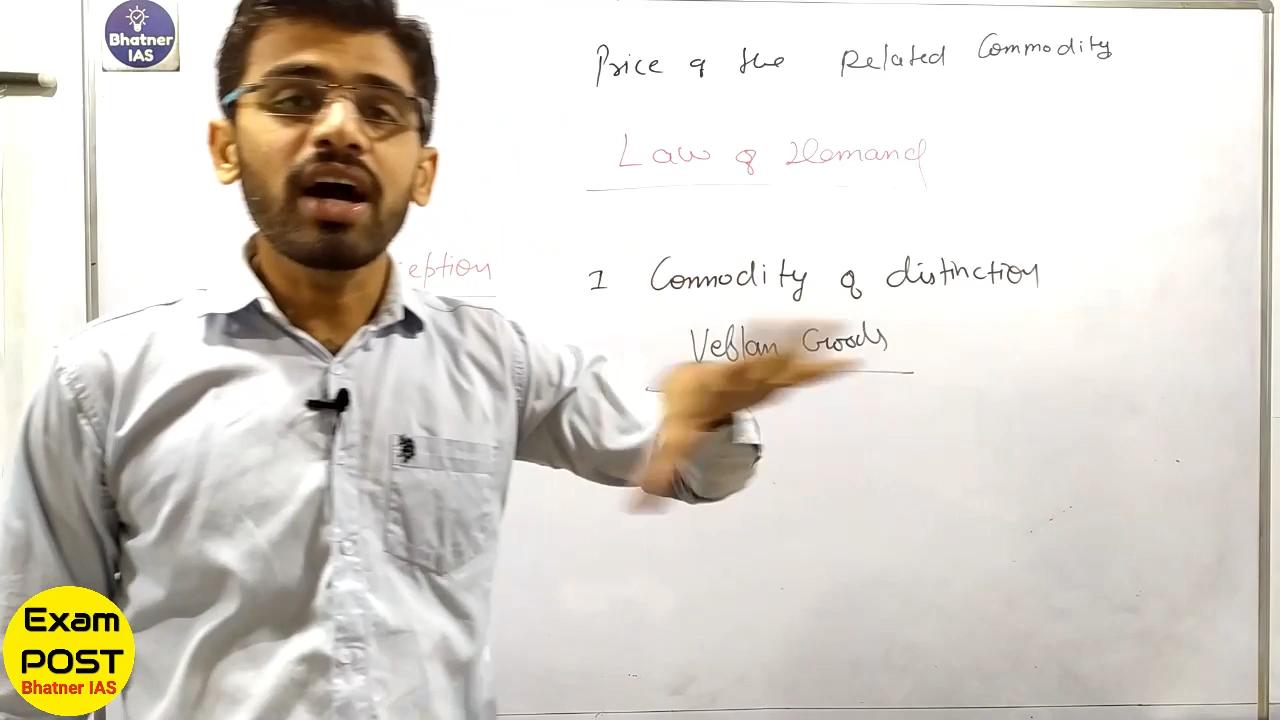 Bhatner
IAS
Price of the Related Commodity
Law of Demand
eption
1 Commodity of distinction
Veblan Goods
Exam
POST
Bhatner IAS